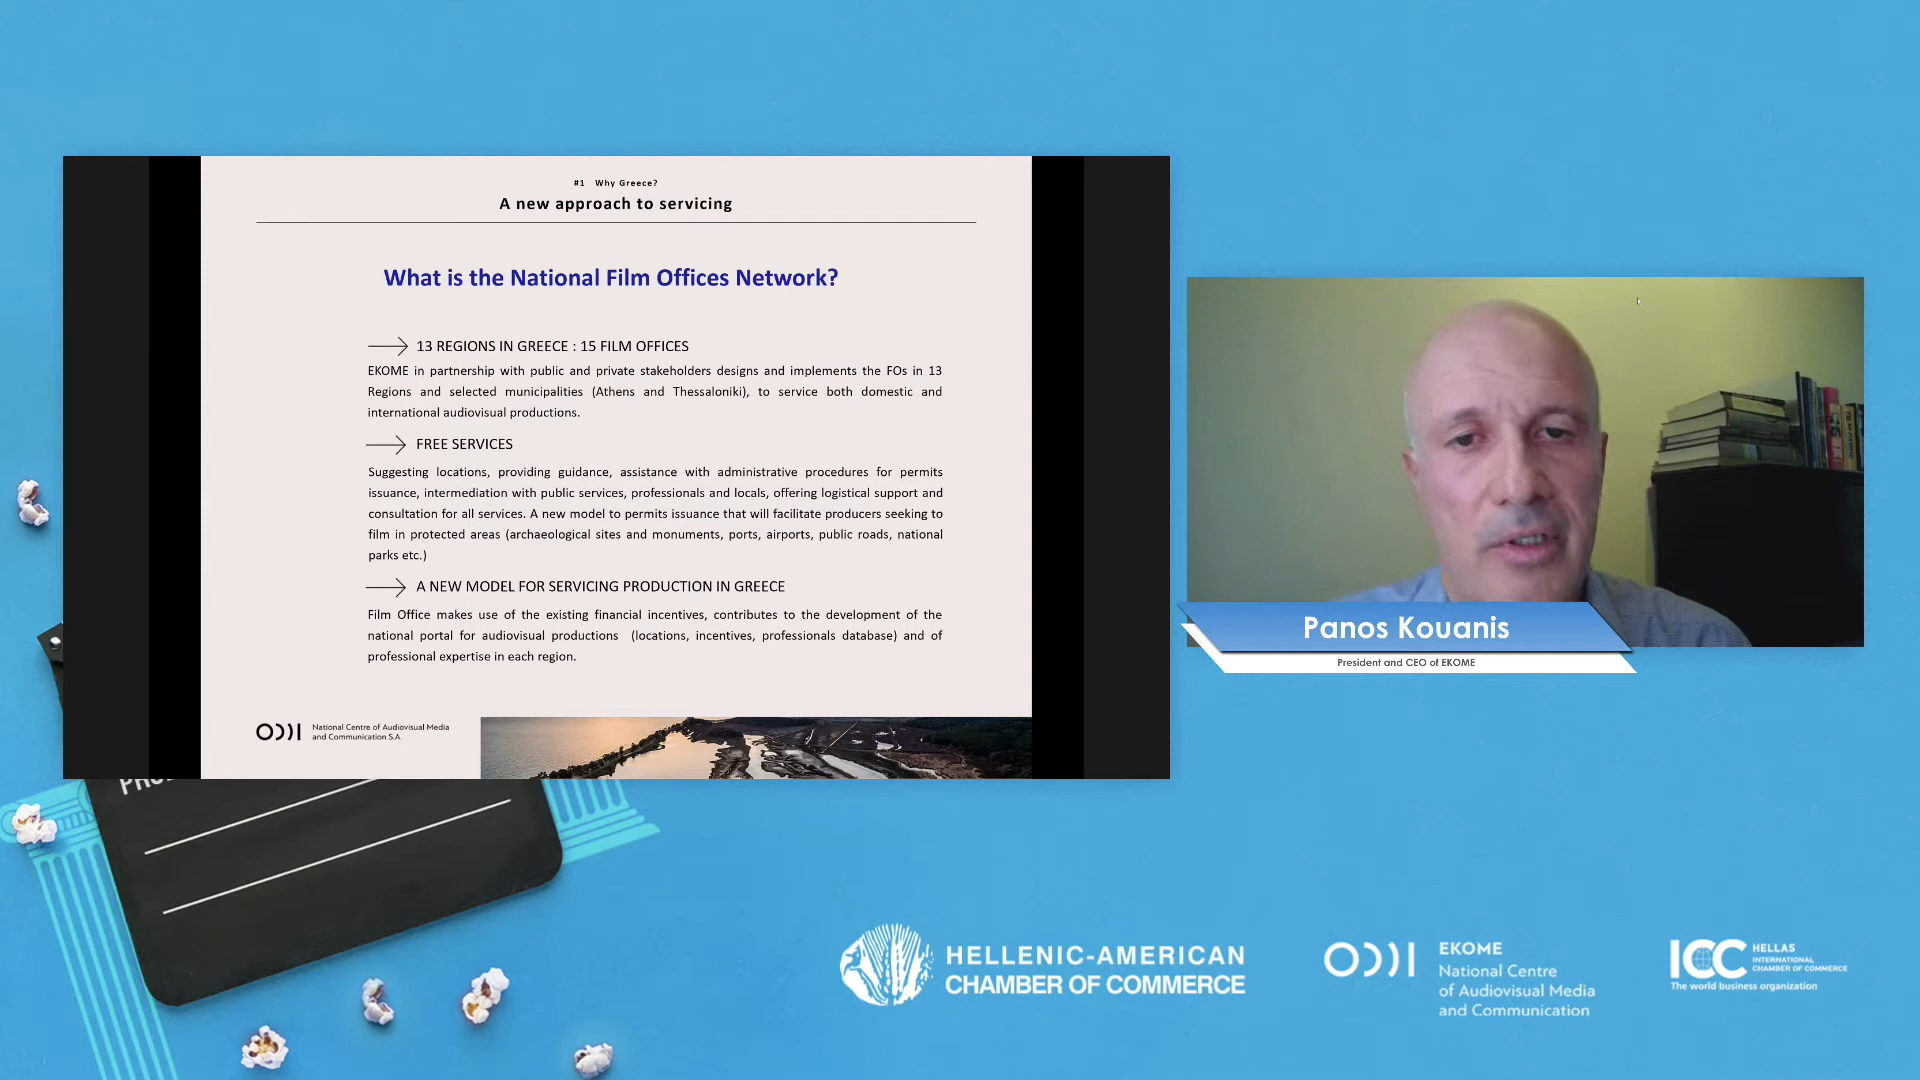 #1 Why Greece?
A new approach to servicing
What is the National Film Offices Network?
13 REGIONS IN GREECE : 15 FILM OFFICES
EKOME in partnership with public and private stakeholders designs and implements the FOs in 13
Regions and selected municipalities (Athens and Thessaloniki), to service both domestic and
international audiovisual productions.
FREE SERVICES
Suggesting locations, providing guidance, assistance with administrative procedures for permits
issuance, intermediation with public services, professionals and locals, offering logistical support and
consultation for all services. A new model to permits issuance that will facilitate producers seeking to
film in protected areas (archaeological sites and monuments, ports, airports, public roads, national
parks etc.)
A NEW MODEL FOR SERVICING PRODUCTION IN GREECE
Film Office makes use of the existing financial incentives, contributes to the development of the
national portal for audiovisual productions (locations, incentives, professionals database) and of
professional expertise in each region.
National Centre of Audiovisual Media
and Communication S.A.
Panos Kouanis
President and CEO of EKOME
HELLENIC-AMERICAN
CHAMBER OF COMMERCE
EKOME
National Centre
of Audiovisual Media
and Communication
ICC
HELLAS
INTERNATIONAL
CHAMBER OF COMMERCE
The world business organization